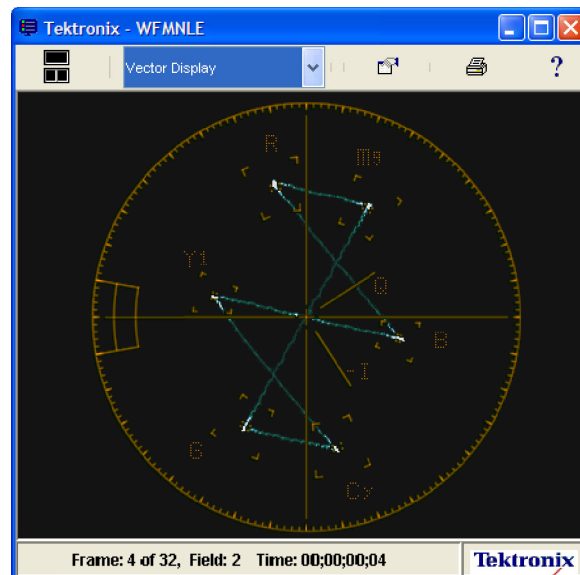 Tektronix - WFMNLE
Vector Display
?
R
Mg
Yl
Q
B
-I
G
Cy
Frame: 4 of 32, Field: 2 Time: 00;00;00;04
Tektronix